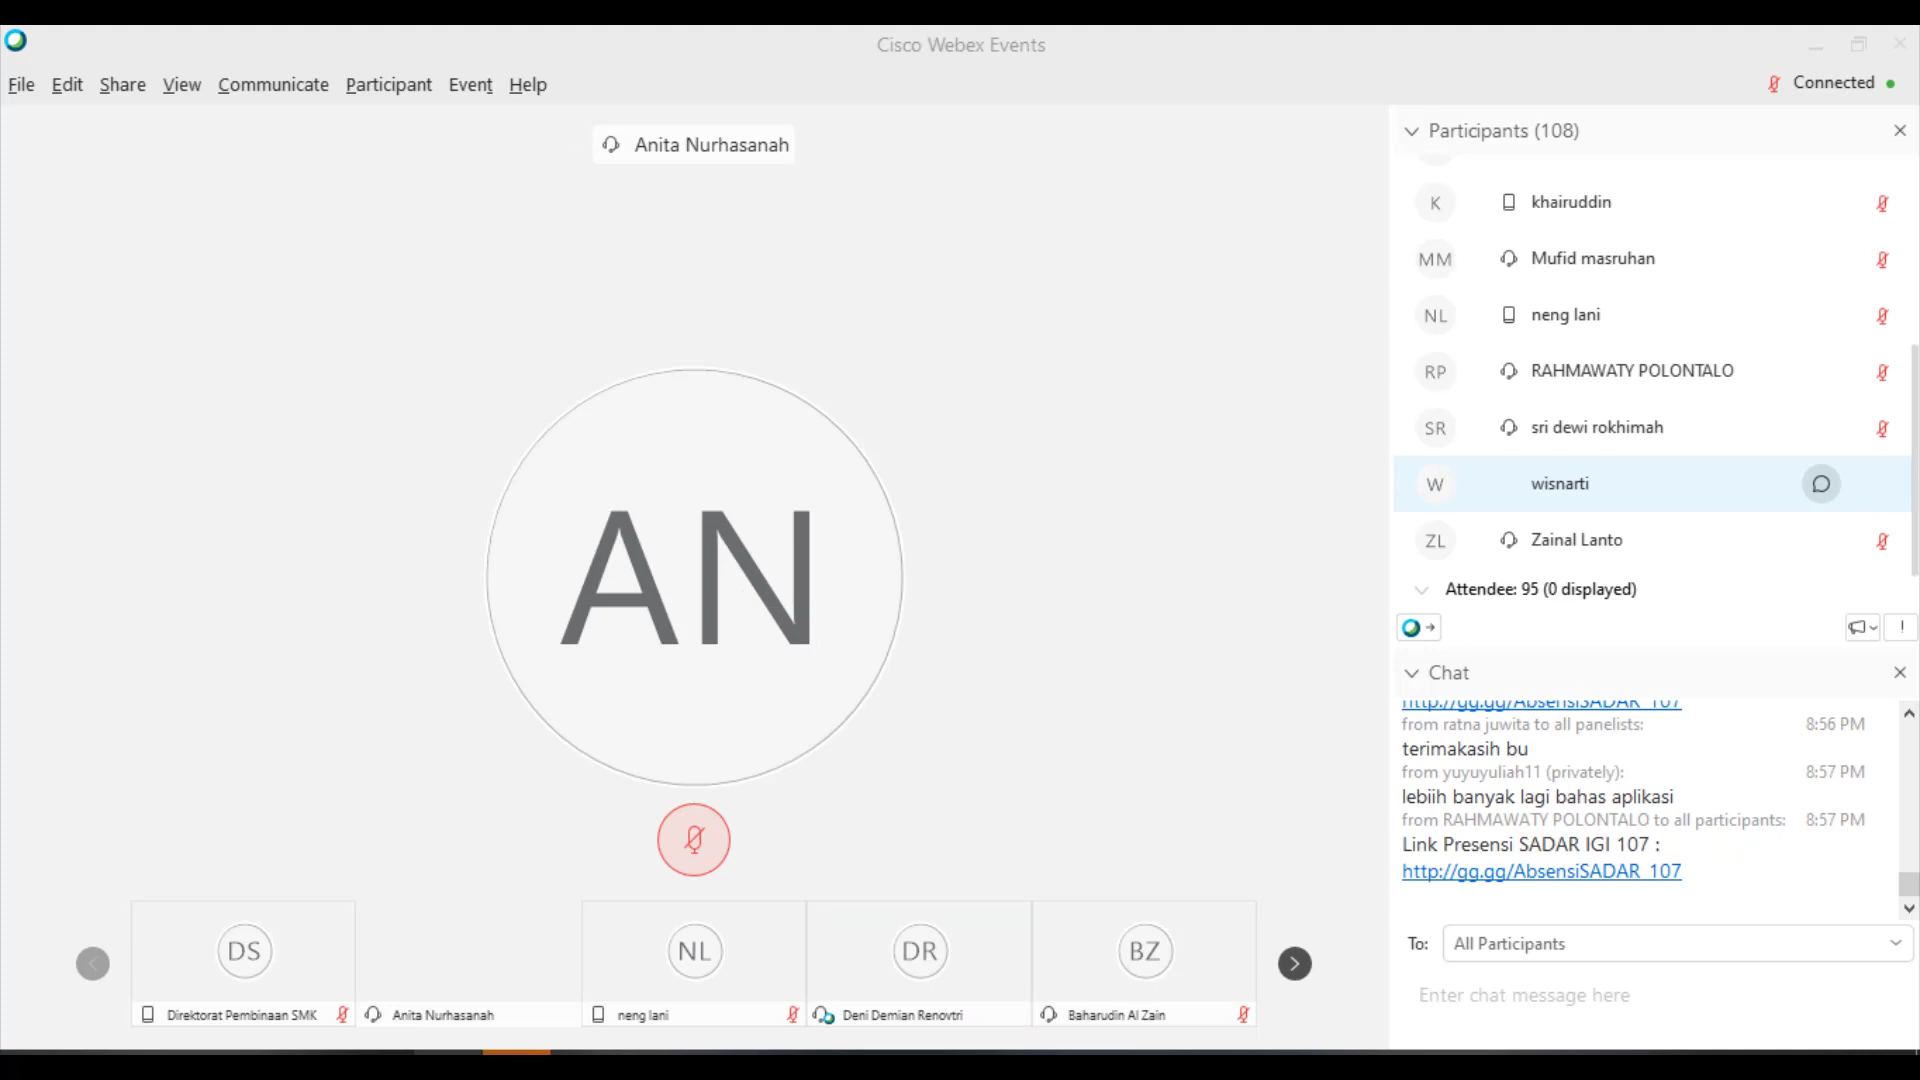 Cisco Webex Events
File Edit Share View Communicate Participant Event Help
Connected
Anita Nurhasanah
AN
DS
Direktorat Pembinaan SMK
Anita Nurhasanah
NL
neng lani
DR
Deni Demian Renovtri
BZ
Baharudin Al Zain
Participants (108)
K khairuddin
MM Mufid masruhan
NL neng lani
RP RAHMAWATY POLONTALO
SR sri dewi rokhimah
W wisnarti
ZL Zainal Lanto
Attendee: 95 (0 displayed)
Chat
http://gg.gg/AbsensiSADAR_107
from ratna juwita to all panelists: 8:56 PM
terimakasih bu
from yuyuyuliah11 (privately): 8:57 PM
lebiih banyak lagi bahas aplikasi
from RAHMAWATY POLONTALO to all participants: 8:57 PM
Link Presensi SADAR IGI 107 :
http://gg.gg/AbsensiSADAR_107
To: All Participants
Enter chat message here